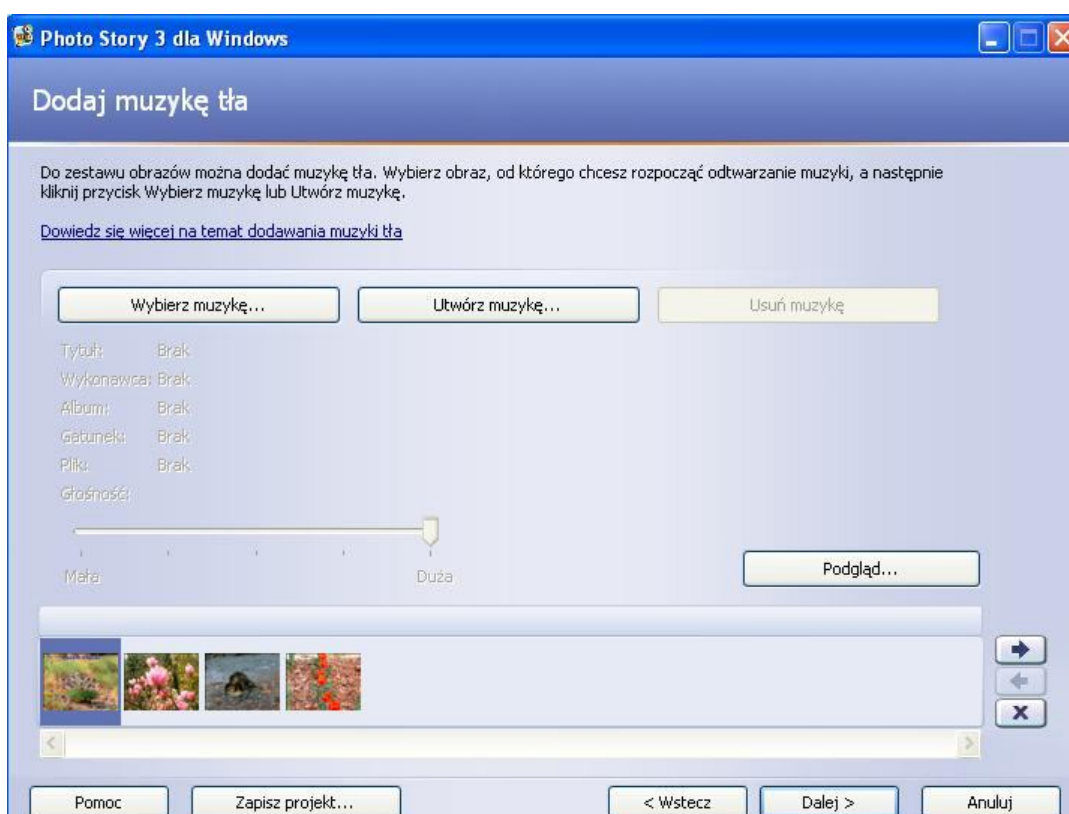 Photo Story 3 dla Windows
Dodaj muzykę tła
Do zestawu obrazów można dodać muzykę tła. Wybierz obraz, od którego chcesz rozpocząć odtwarzanie muzyki, a następnie
kliknij przycisk Wybierz muzykę lub Utwórz muzykę.
Dowiedz się więcej na temat dodawania muzyki tła
Wybierz muzykę... Utwórz muzykę... Usuń muzykę
Tytuł: Brak
Wykonawca: Brak
Album: Brak
Gatunek: Brak
Plik: Brak
Głośność:
Mała Duża
Podgląd...
Pomoc Zapisz projekt... < Wstecz Dalej > Anuluj